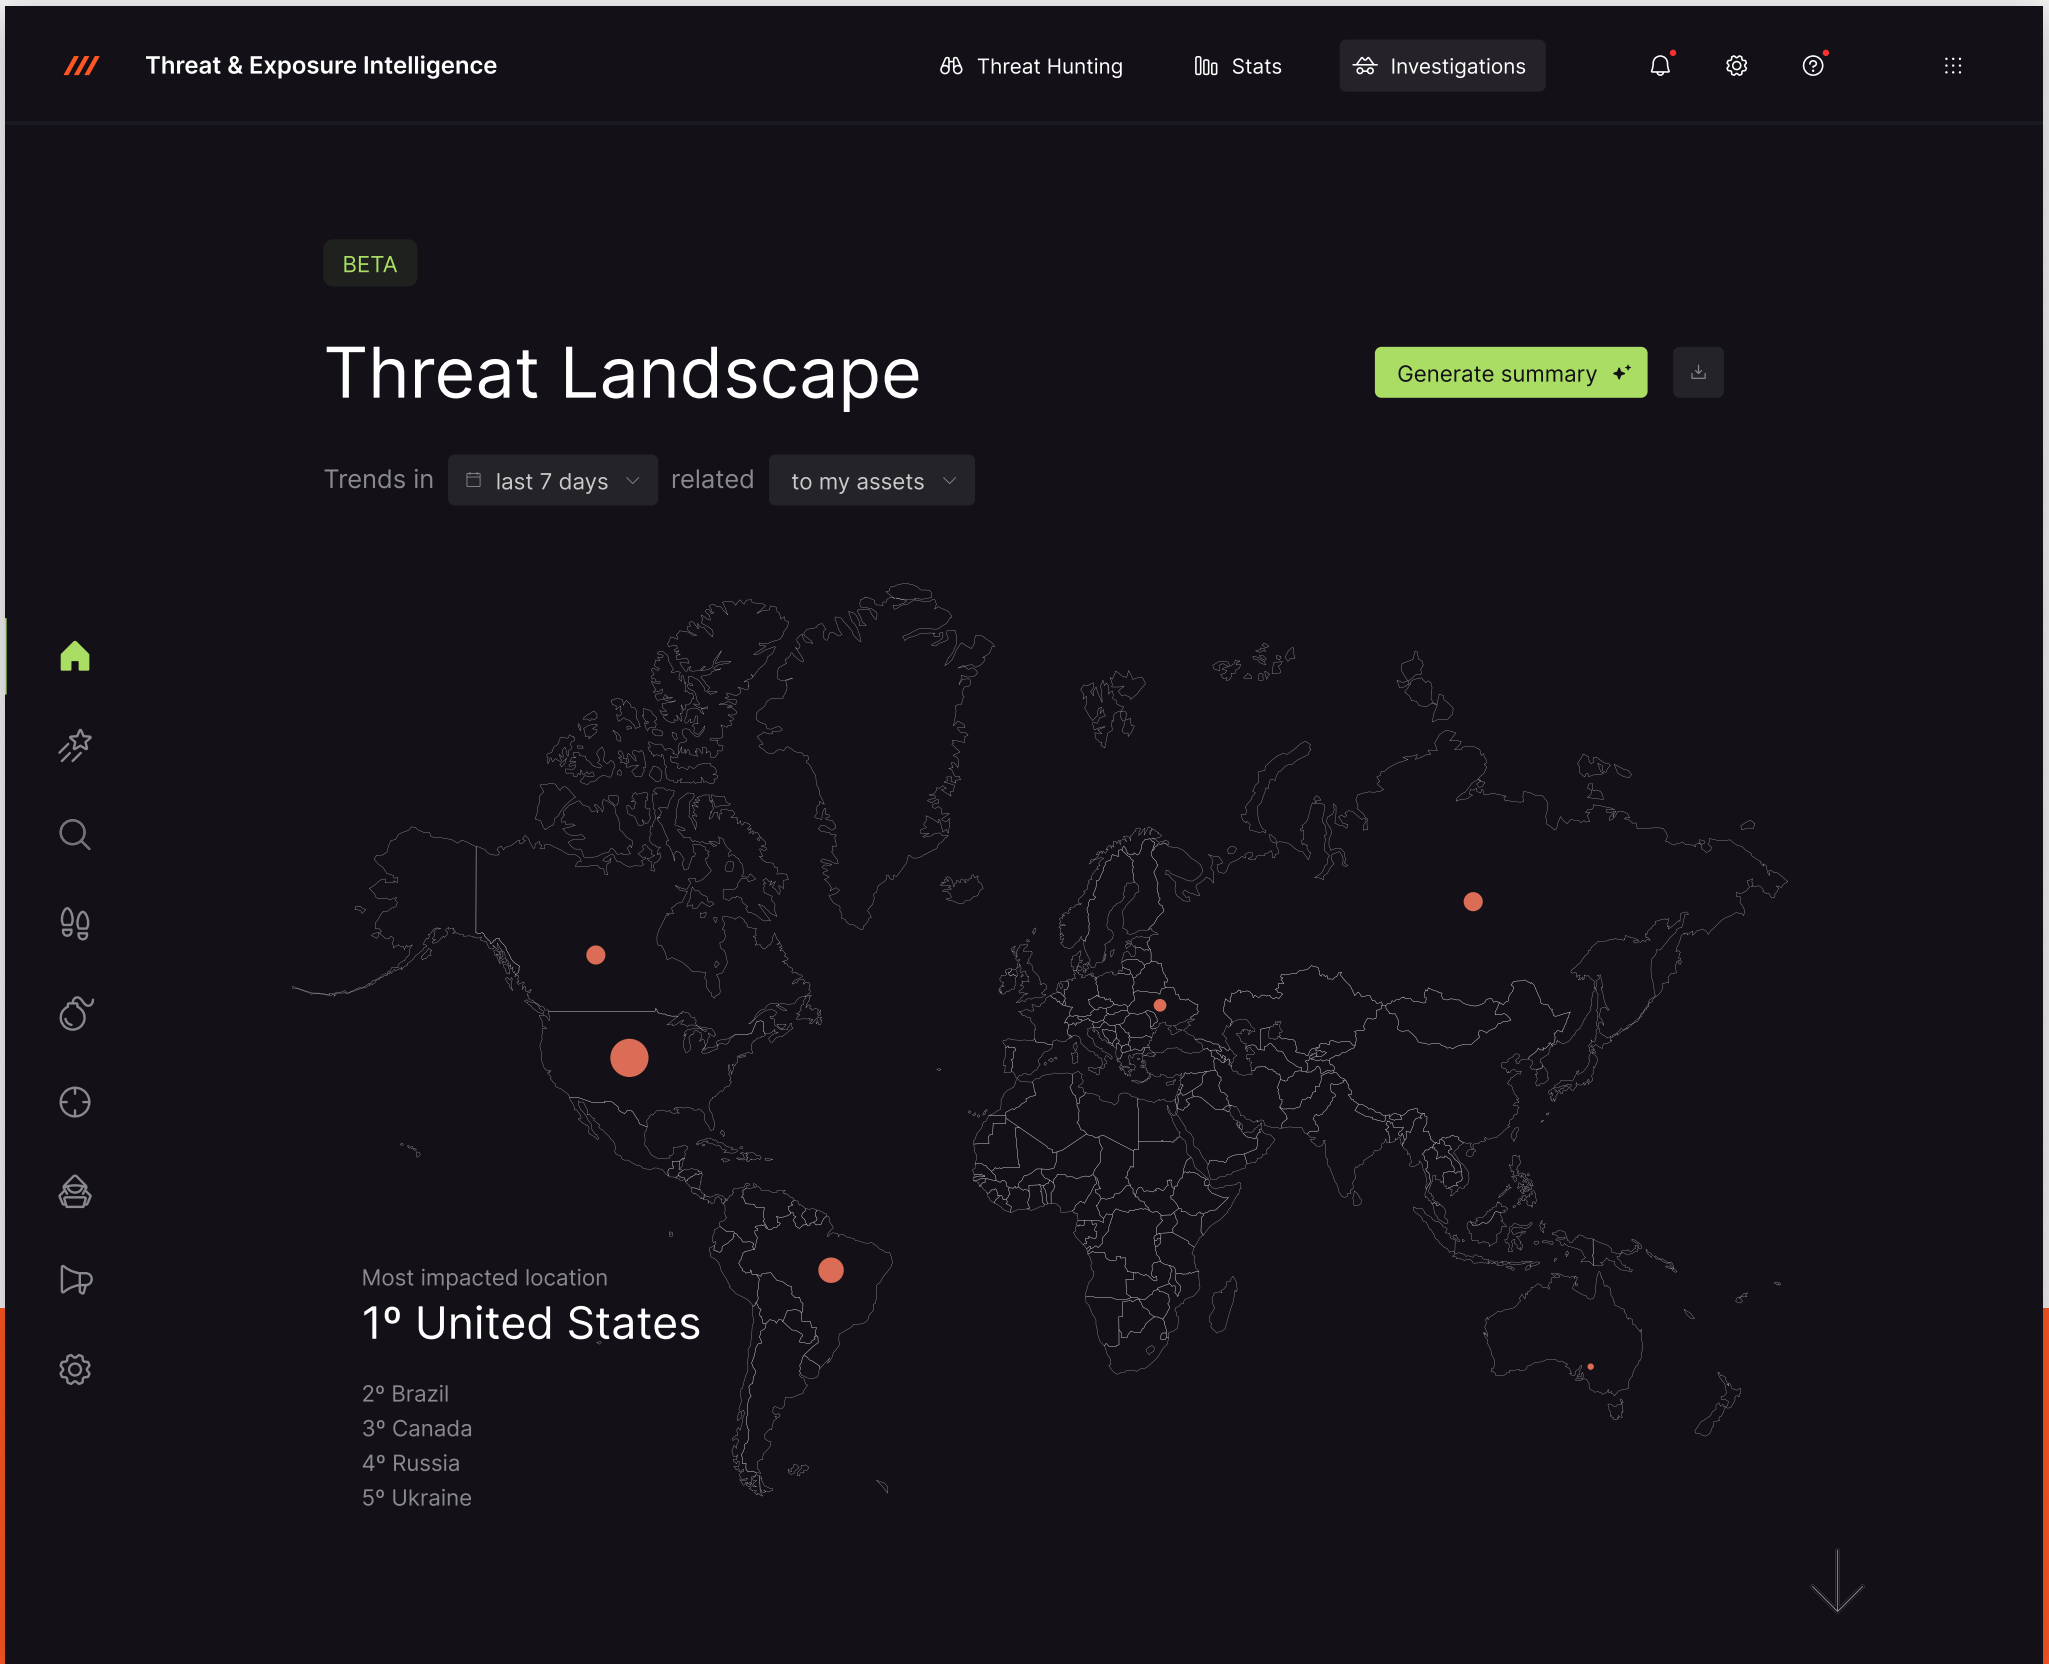 Threat & Exposure Intelligence
Threat Hunting
Stats
Investigations
BETA
Threat Landscape
Generate summary
Trends in last 7 days related to my assets
Most impacted location
1º United States
2º Brazil
3º Canada
4º Russia
5º Ukraine